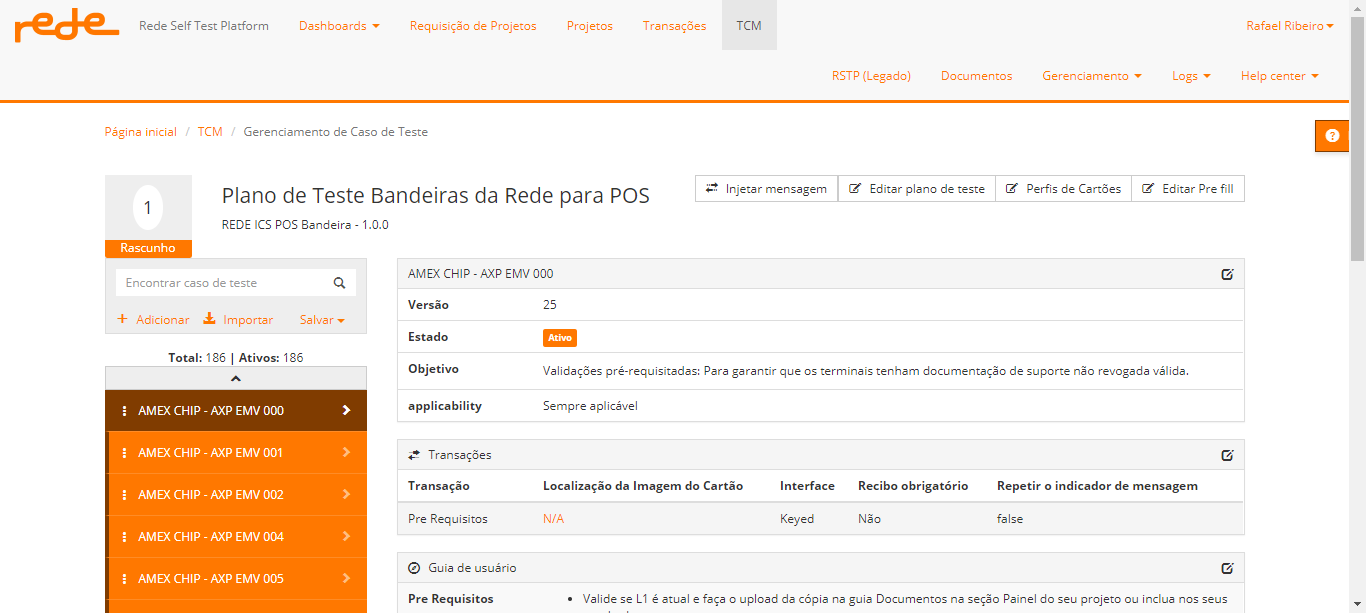 rede Rede Self Test Platform Dashboards Requisição de Projetos Projetos Transações TCM Rafael Ribeiro
RSTP (Legado) Documentos Gerenciamento Logs Help center
Página inicial / TCM / Gerenciamento de Caso de Teste
1
Rascunho
Plano de Teste Bandeiras da Rede para POS
REDE ICS POS Bandeira - 1.0.0
Injetar mensagem Editar plano de teste Perfis de Cartões Editar Pre fill
Encontrar caso de teste
+ Adicionar Importar Salvar
Total: 186 | Ativos: 186
AMEX CHIP - AXP EMV 000
AMEX CHIP - AXP EMV 001
AMEX CHIP - AXP EMV 002
AMEX CHIP - AXP EMV 004
AMEX CHIP - AXP EMV 005
AMEX CHIP - AXP EMV 000
Versão 25
Estado Ativo
Objetivo Validações pré-requisitadas: Para garantir que os terminais tenham documentação de suporte não revogada válida.
applicability Sempre aplicável
Transações
Transação Localização da Imagem do Cartão Interface Recibo obrigatório Repetir o indicador de mensagem
Pre Requisitos N/A Keyed Não false
Guia de usuário
Pre Requisitos • Valide se L1 é atual e faça o upload da cópia na guia Documentos na seção Painel do seu projeto ou inclua nos seus